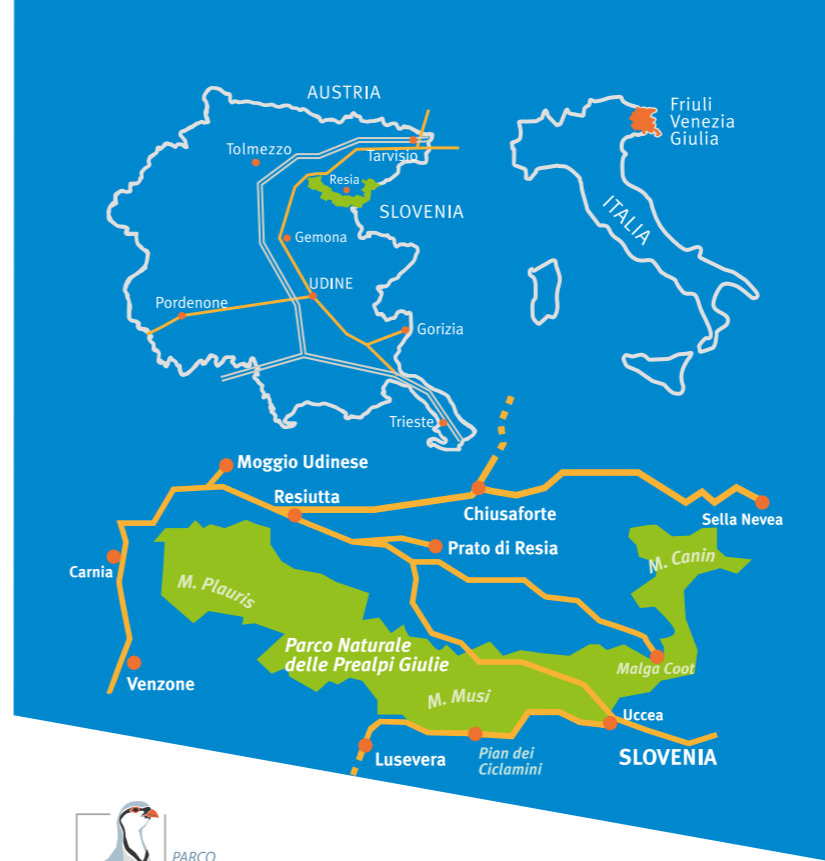 AUSTRIA
Friuli
Venezia
Giulia
Tolmezzo
Tarvisio
Resia
SLOVENIA
ITALIA
Gemona
UDINE
Pordenone
Gorizia
Trieste
Moggio Udinese
Resiutta
Chiusaforte
Sella Nevea
Prato di Resia
Carnia
M. Canin
M. Plauris
Parco Naturale
delle Prealpi Giulie
Malga Coot
Venzone
M. Musi
Uccea
Lusevera
Pian dei
Ciclamini
SLOVENIA
PARCO